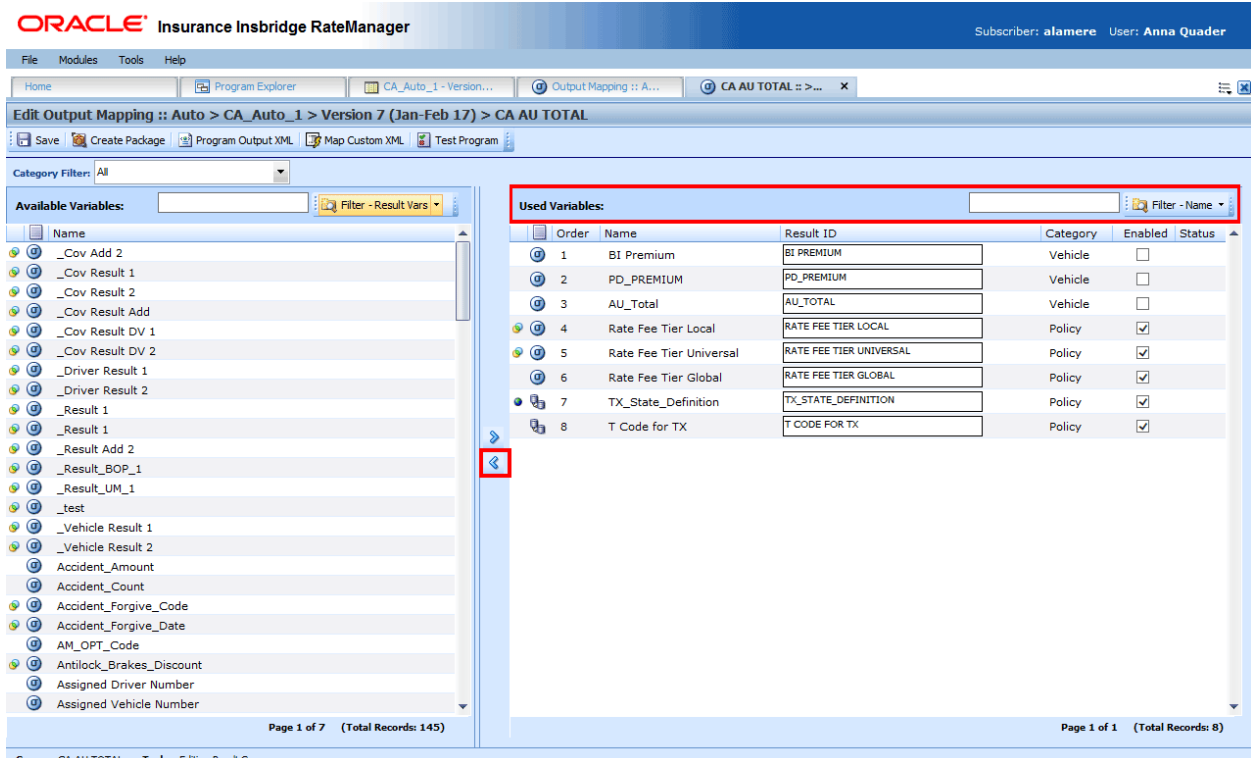 ORACLE® Insurance Insbridge RateManager
Subscriber: alamere User: Anna Quader
File Modules Tools Help
Home Program Explorer CA_Auto_1 - Version... Output Mapping :: A... CA AU TOTAL :: >... X
Edit Output Mapping :: Auto > CA_Auto_1 > Version 7 (Jan-Feb 17) > CA AU TOTAL
Save Create Package Program Output XML Map Custom XML Test Program
Category Filter: All
Available Variables: Filter - Result Vars
Name
_Cov Add 2
_Cov Result 1
_Cov Result 2
_Cov Result Add
_Cov Result DV 1
_Cov Result DV 2
_Driver Result 1
_Driver Result 2
_Result 1
_Result 1
_Result Add 2
_Result_BOP_1
_Result_UM_1
_test
_Vehicle Result 1
_Vehicle Result 2
Accident_Amount
Accident_Count
Accident_Forgive_Code
Accident_Forgive_Date
AM_OPT_Code
Antilock_Brakes_Discount
Assigned Driver Number
Assigned Vehicle Number
Page 1 of 7 (Total Records: 145)
Used Variables: Filter - Name
Order Name Result ID Category Enabled Status
1 BI Premium BI PREMIUM Vehicle
2 PD_PREMIUM PD_PREMIUM Vehicle
3 AU_Total AU_TOTAL Vehicle
4 Rate Fee Tier Local RATE FEE TIER LOCAL Policy
5 Rate Fee Tier Universal RATE FEE TIER UNIVERSAL Policy
6 Rate Fee Tier Global RATE FEE TIER GLOBAL Policy
7 TX_State_Definition TX_STATE_DEFINITION Policy
8 T Code for TX T CODE FOR TX Policy
Page 1 of 1 (Total Records: 8)